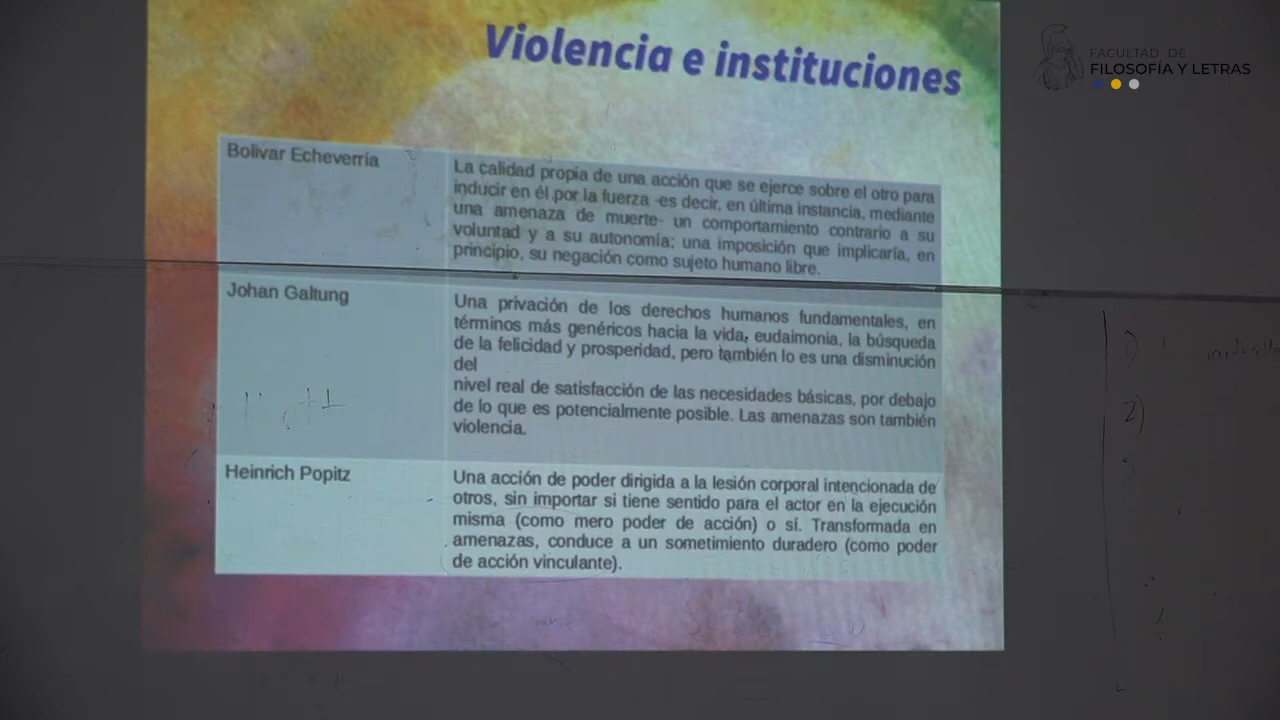 Violencia e instituciones
FACULTAD DE
FILOSOFÍA Y LETRAS
Bolivar Echeverría
La calidad propia de una acción que se ejerce sobre el otro para
inducir en él por la fuerza -es decir, en última instancia, mediante
una amenaza de muerte- un comportamiento contrario a su
voluntad y a su autonomía; una imposición que implicaría, en
principio, su negación como sujeto humano libre.
Johan Galtung
Una privación de los derechos humanos fundamentales, en
términos más genéricos hacia la vida, eudaimonia, la búsqueda
de la felicidad y prosperidad, pero también lo es una disminución
del
nivel real de satisfacción de las necesidades básicas, por debajo
de lo que es potencialmente posible. Las amenazas son también
violencia.
Heinrich Popitz
Una acción de poder dirigida a la lesión corporal intencionada de
otros, sin importar si tiene sentido para el actor en la ejecución
misma (como mero poder de acción) o sí. Transformada en
amenazas, conduce a un sometimiento duradero (como poder
de acción vinculante).
1)
2)